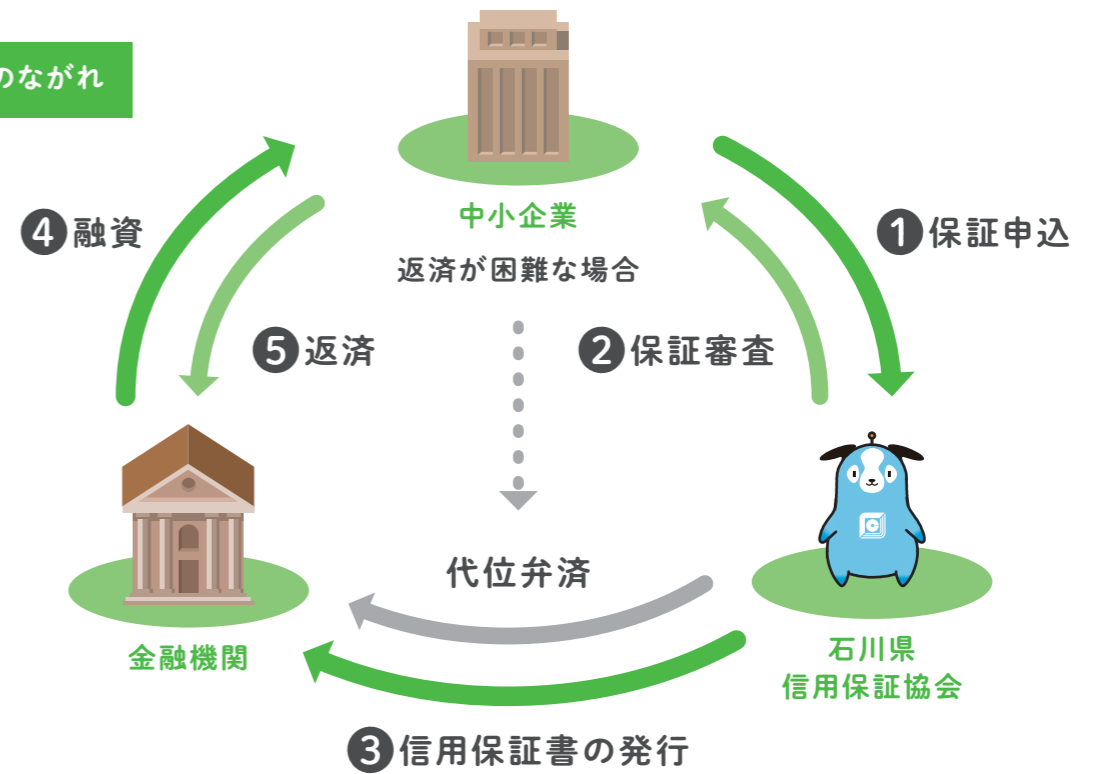 のながれ
中小企業
返済が困難な場合
❶保証申込
❷保証審査
❹融資
❺返済
代位弁済
金融機関
石川県
信用保証協会
❸信用保証書の発行